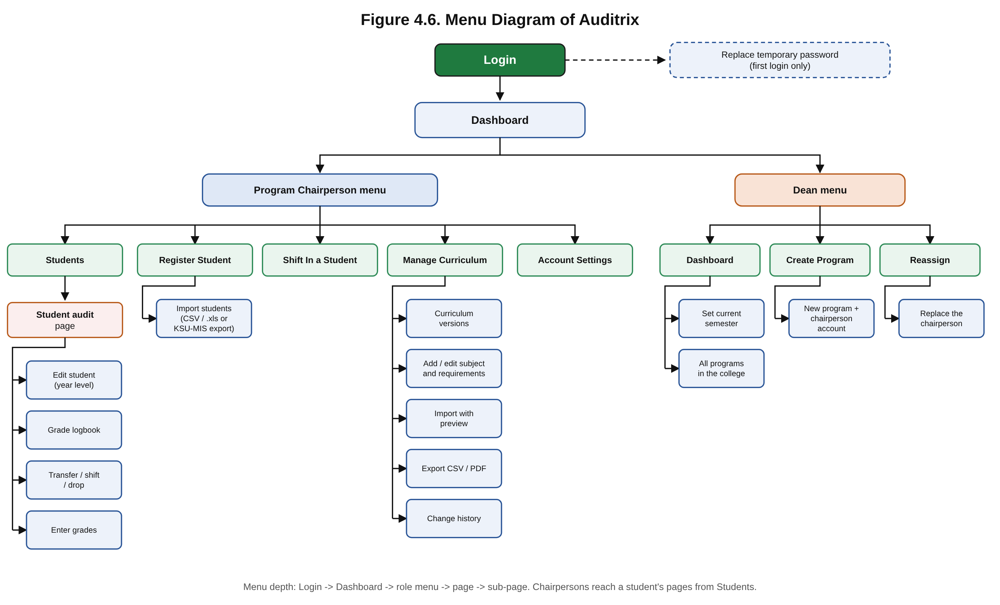 Figure 4.6. Menu Diagram of Auditrix
Login
Replace temporary password
(first login only)
Dashboard
Program Chairperson menu
Dean menu
Students
Register Student
Shift In a Student
Manage Curriculum
Account Settings
Dashboard
Create Program
Reassign
Student audit
page
Import students
(CSV / .xls or
KSU-MIS export)
Curriculum
versions
Set current
semester
New program +
chairperson
account
Replace the
chairperson
Edit student
(year level)
Add / edit subject
and requirements
All programs
in the college
Grade logbook
Import with
preview
Transfer / shift
/ drop
Export CSV / PDF
Enter grades
Change history
Menu depth: Login -> Dashboard -> role menu -> page -> sub-page. Chairpersons reach a student's pages from Students.